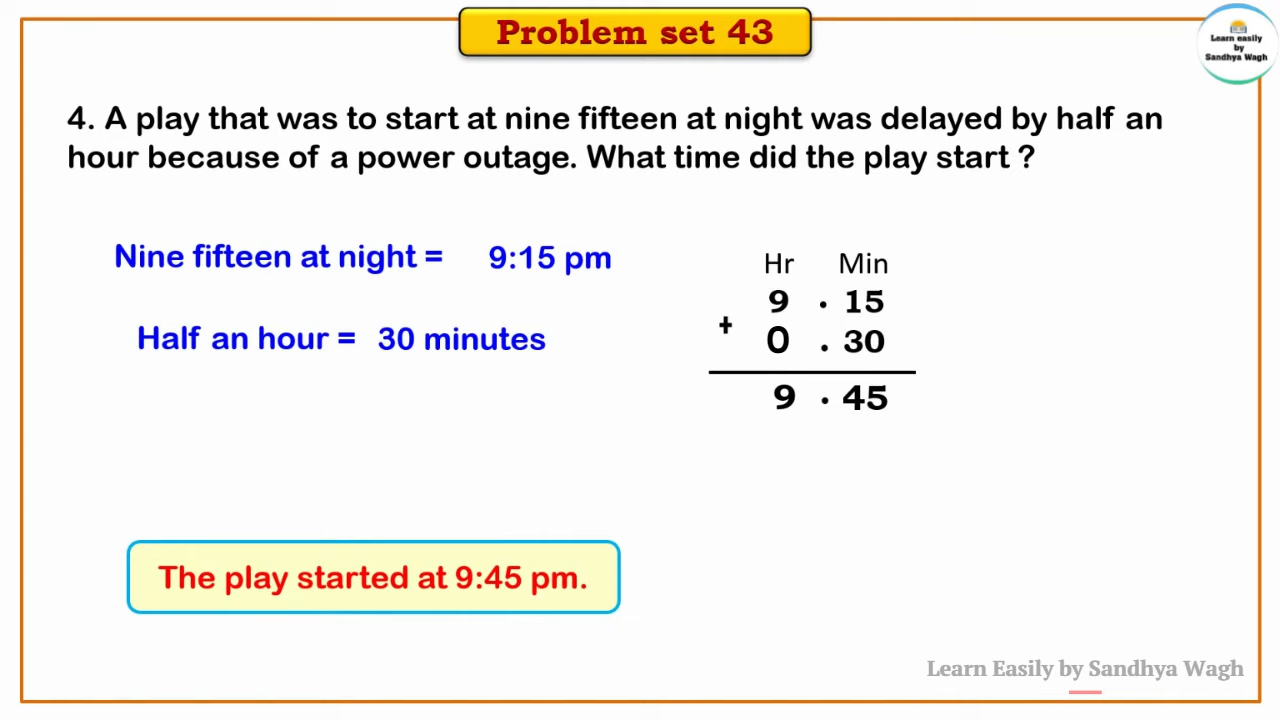 Problem set 43
Learn easily
by
Sandhya Wagh
4. A play that was to start at nine fifteen at night was delayed by half an
hour because of a power outage. What time did the play start ?
Nine fifteen at night = 9:15 pm
Half an hour = 30 minutes
Hr Min
9 . 15
+
0 . 30
9 . 45
The play started at 9:45 pm.
Learn Easily by Sandhya Wagh